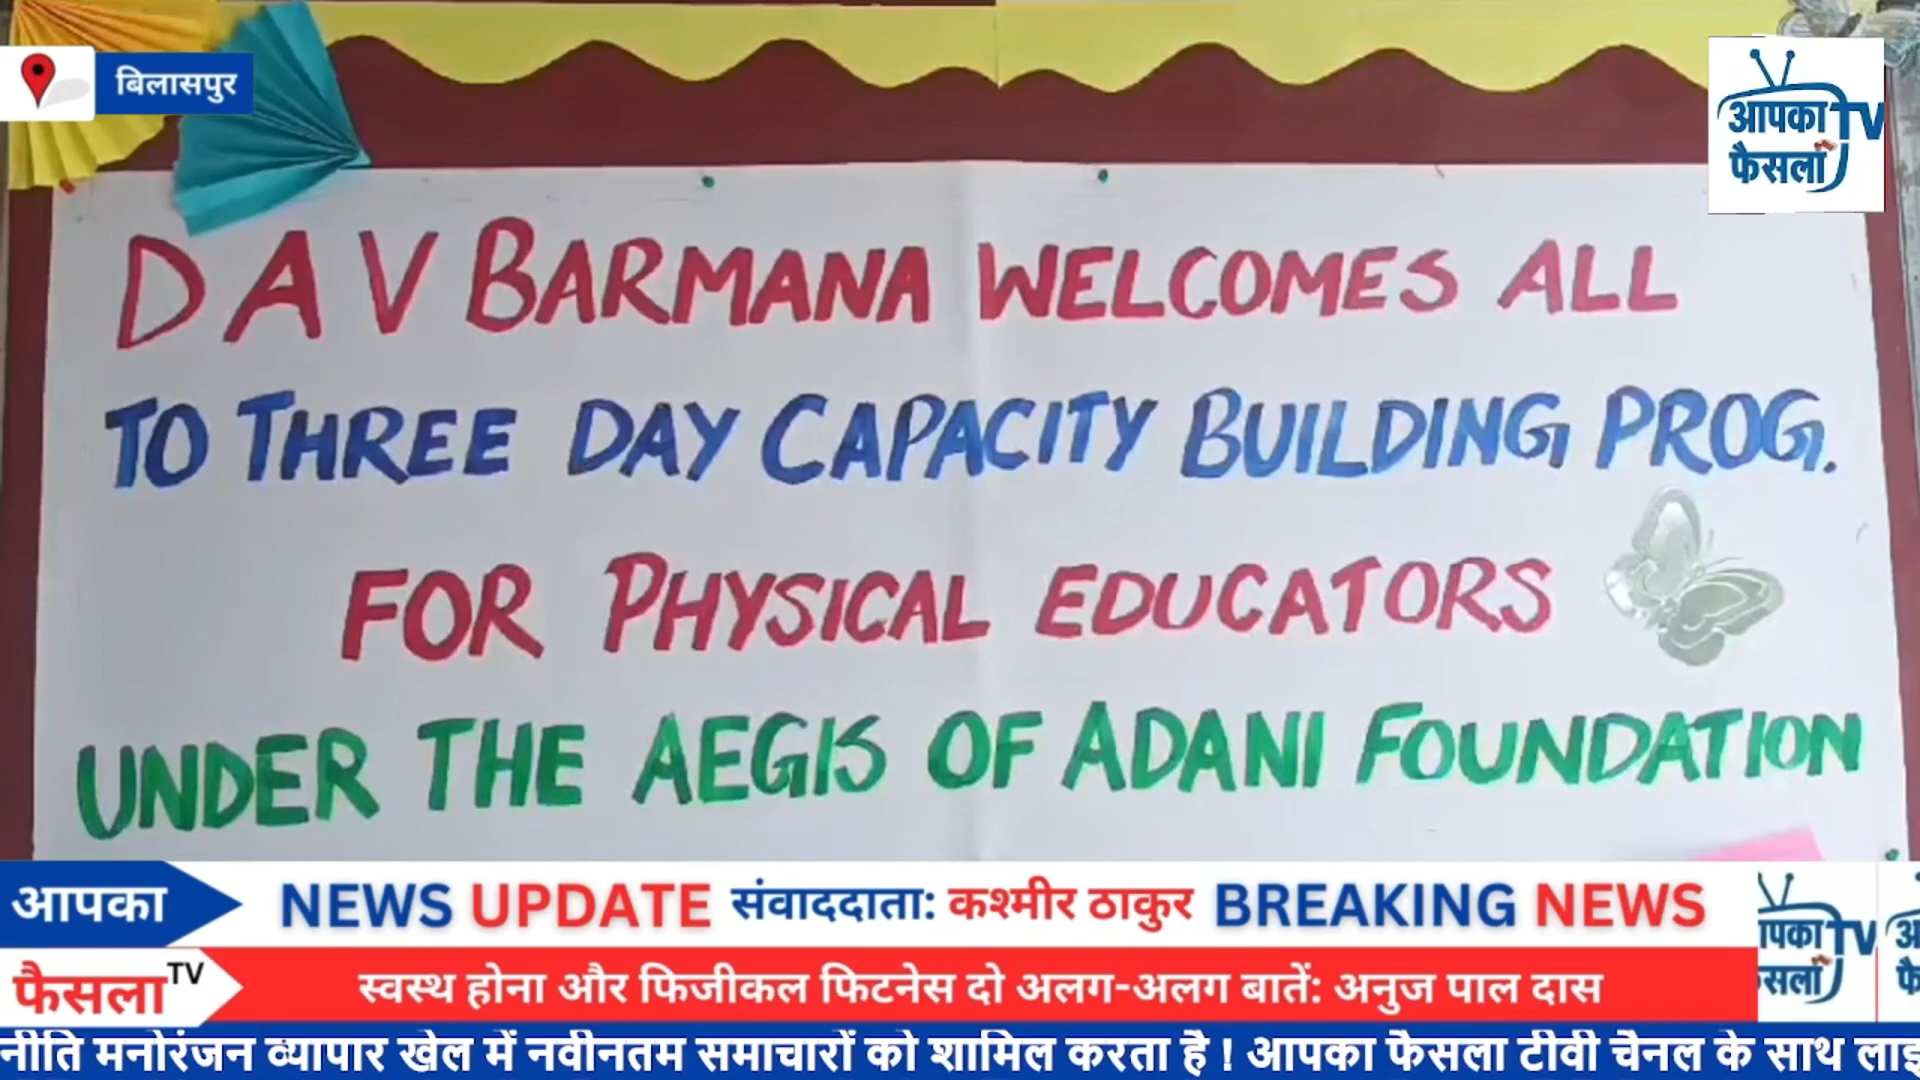 बिलासपुर
आपका TV
फैसला
DAV BARMANA WELCOMES ALL
TO THREE DAY CAPACITY BUILDING PROG.
FOR PHYSICAL EDUCATORS
UNDER THE AEGIS OF ADANI FOUNDATION
आपका
NEWS UPDATE संवाददाता: कश्मीर ठाकुर BREAKING NEWS
फैसला TV
स्वस्थ होना और फिजीकल फिटनेस दो अलग-अलग बातें: अनुज पाल दास
नीति मनोरंजन व्यापार खेल में नवीनतम समाचारों को शामिल करता है ! आपका फैसला टीवी चैनल के साथ